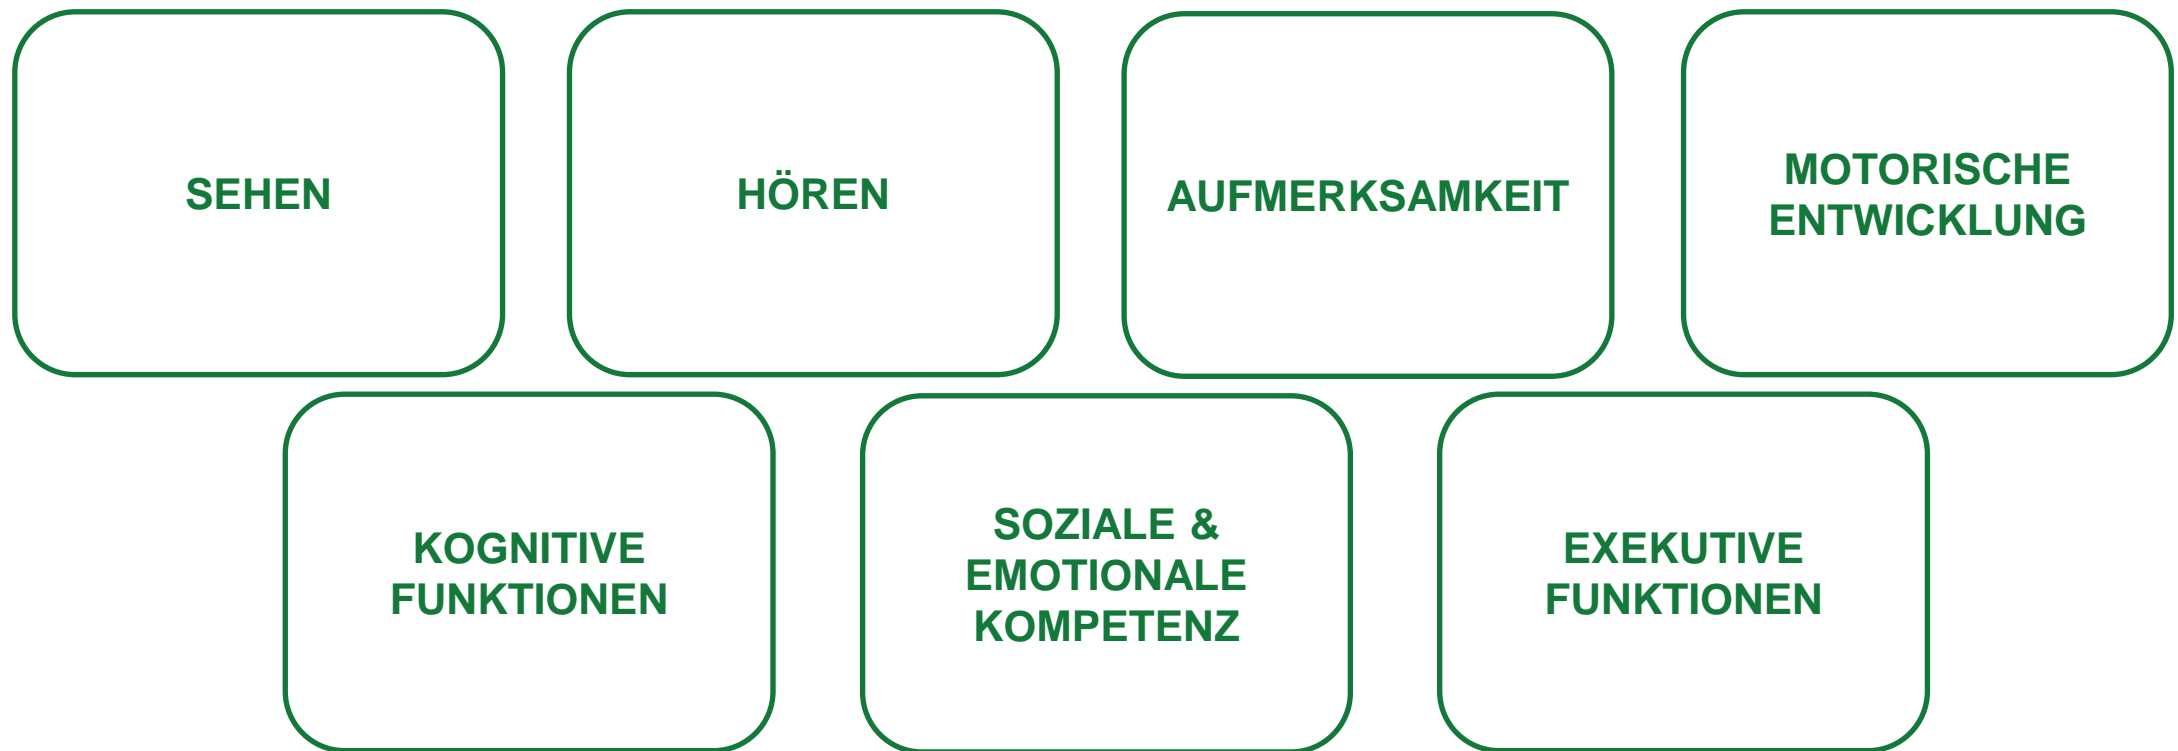 SEHEN
HÖREN
AUFMERKSAMKEIT
MOTORISCHE
ENTWICKLUNG
KOGNITIVE
FUNKTIONEN
SOZIALE &
EMOTIONALE
KOMPETENZ
EXEKUTIVE
FUNKTIONEN